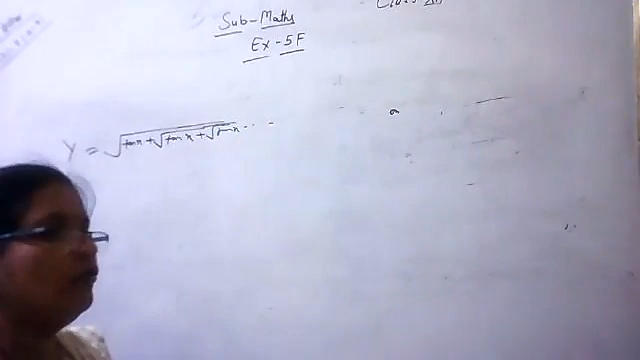 Sub-Maths
Ex-5F
Y = √tan x + √tan x + √tan x ...